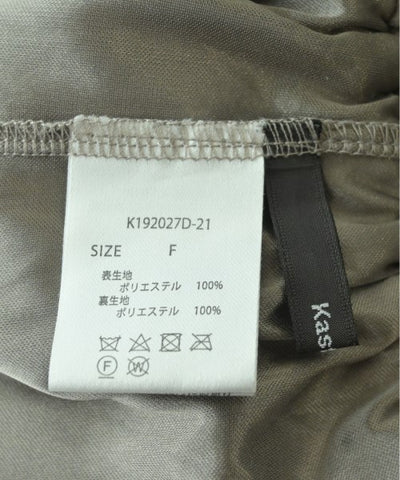 K192027D-21
SIZE F
表生地
ポリエステル 100%
裏生地
ポリエステル 100%
F W
Kas